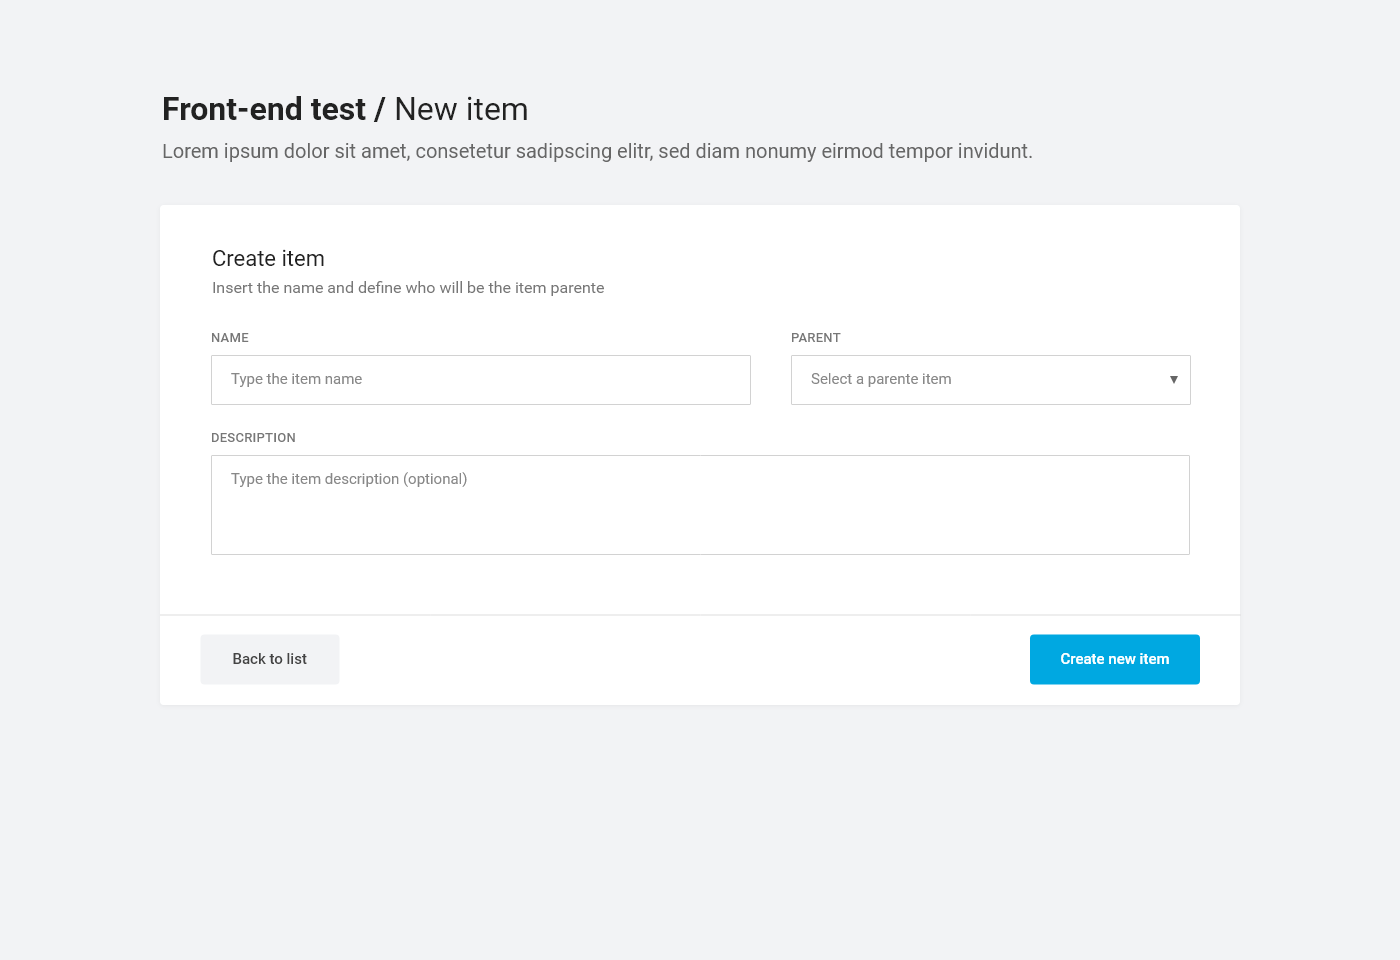 Front-end test / New item
Lorem ipsum dolor sit amet, consetetur sadipscing elitr, sed diam nonumy eirmod tempor invidunt.
Create item
Insert the name and define who will be the item parente
NAME
PARENT
Type the item name
Select a parente item
DESCRIPTION
Type the item description (optional)
Back to list
Create new item